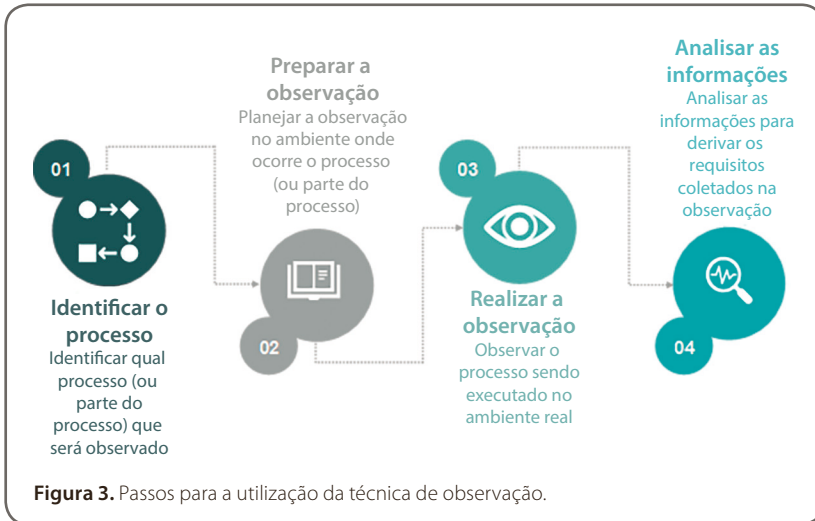 01
Identificar o
processo
Identificar qual
processo (ou
parte do
processo) que
será observado
Preparar a
observação
Planejar a observação
no ambiente onde
ocorre o processo
(ou parte do
processo)
02
03
Realizar a
observação
Observar o
processo sendo
executado no
ambiente real
Analisar as
informações
Analisar as
informações para
derivar os
requisitos
coletados na
observação
04
Figura 3. Passos para a utilização da técnica de observação.